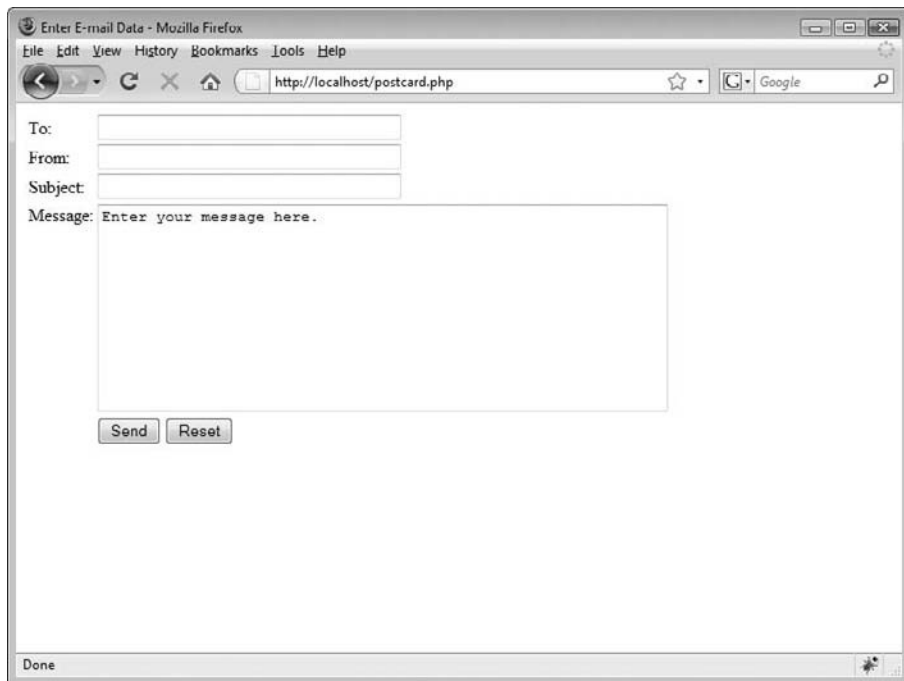 Enter E-mail Data - Mozilla Firefox
File Edit View History Bookmarks Tools Help
http://localhost/postcard.php
G Google
To:
From:
Subject:
Message: Enter your message here.
Send Reset
Done